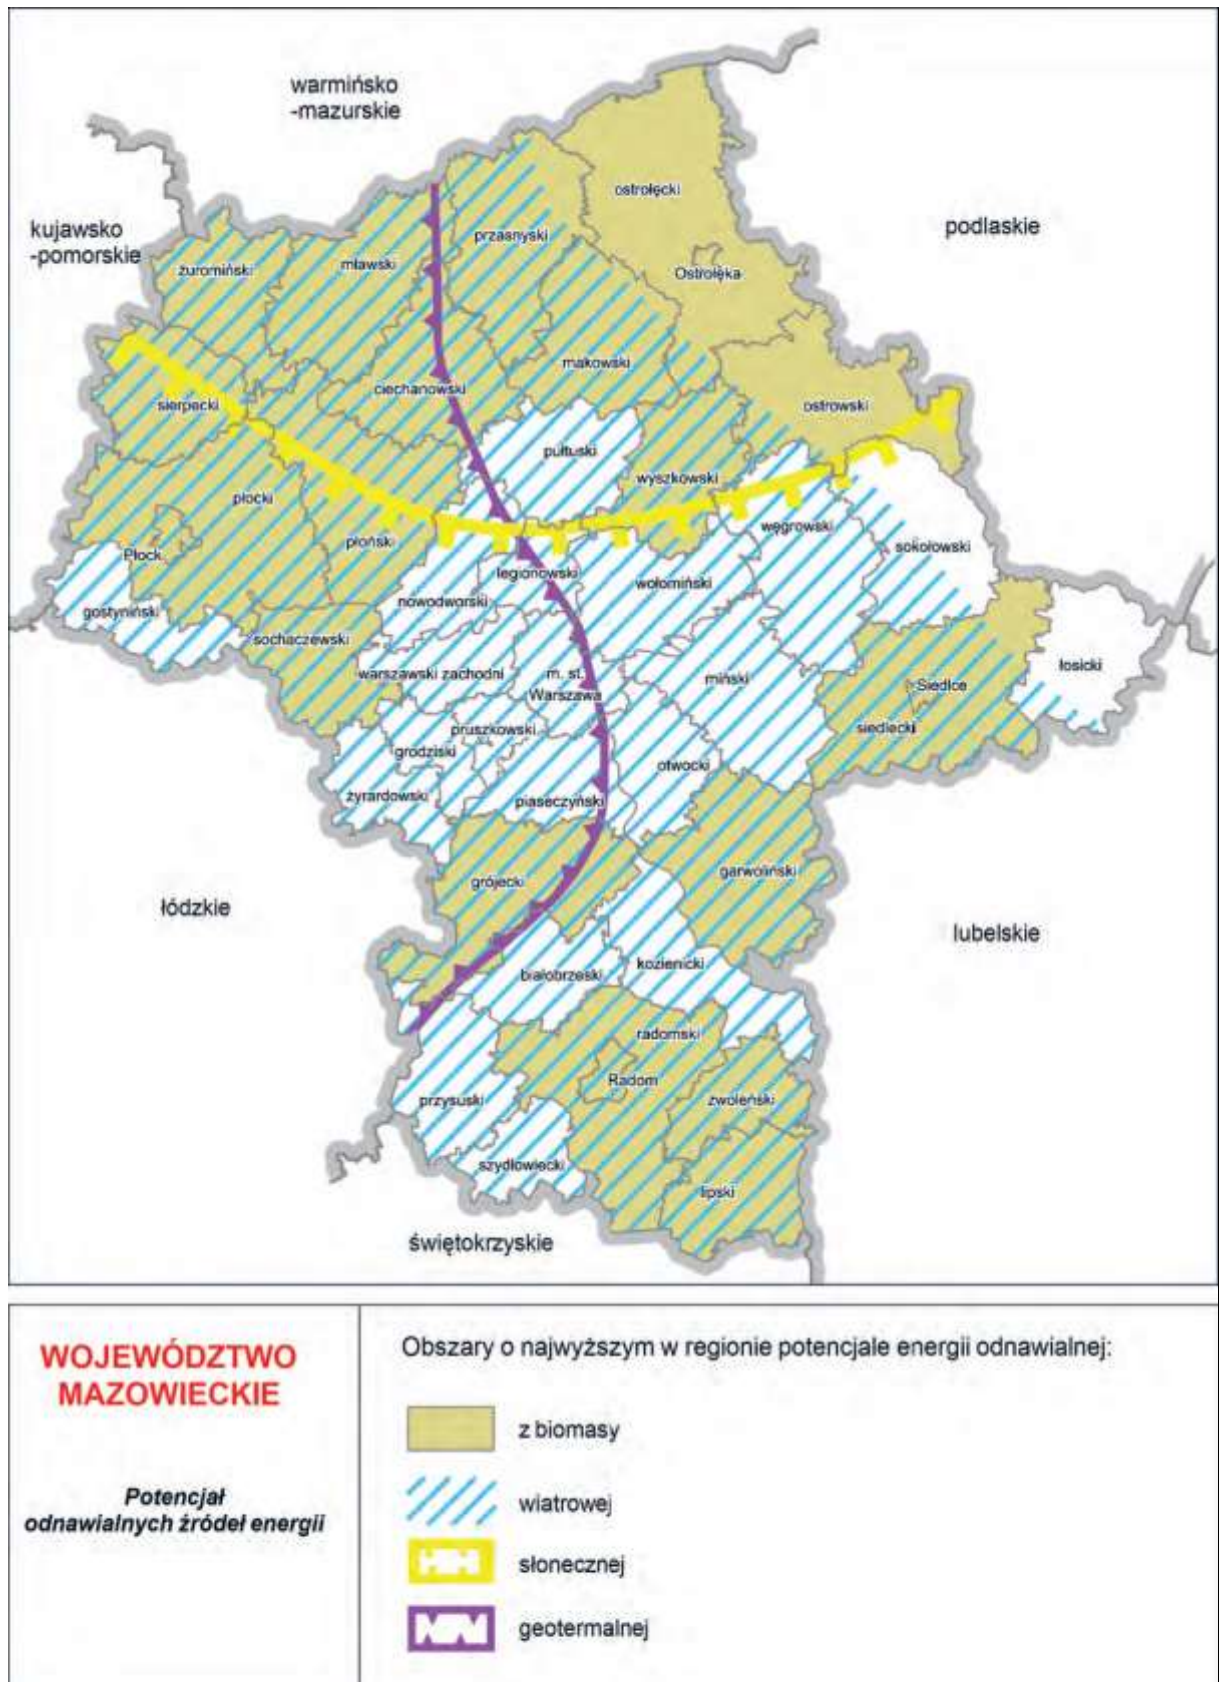 warmińsko
-mazurskie
kujawsko
-pomorskie
podlaskie
ostrołęcki
Ostrołęka
przasnyski
mławski
żuromiński
makowski
ciechanowski
sierpecki
ostrowski
pułtuski
wyszkowski
płocki
węgrowski
sokołowski
płoński
Płock
legionowski
wołomiński
nowodworski
gostyniński
sochaczewski
łosicki
warszawski zachodni
m. st.
Warszawa
miński
Siedlce
siedlecki
pruszkowski
grodziski
otwocki
żyrardowski
piaseczyński
garwoliński
grójecki
łódzkie
lubelskie
kozienicki
białobrzeski
radomski
Radom
przysuski
zwoleński
szydłowiecki
lipski
świętokrzyskie
WOJEWÓDZTWO
MAZOWIECKIE
Potencjał
odnawialnych źródeł energii
Obszary o najwyższym w regionie potencjale energii odnawialnej:
z biomasy
wiatrowej
słonecznej
geotermalnej